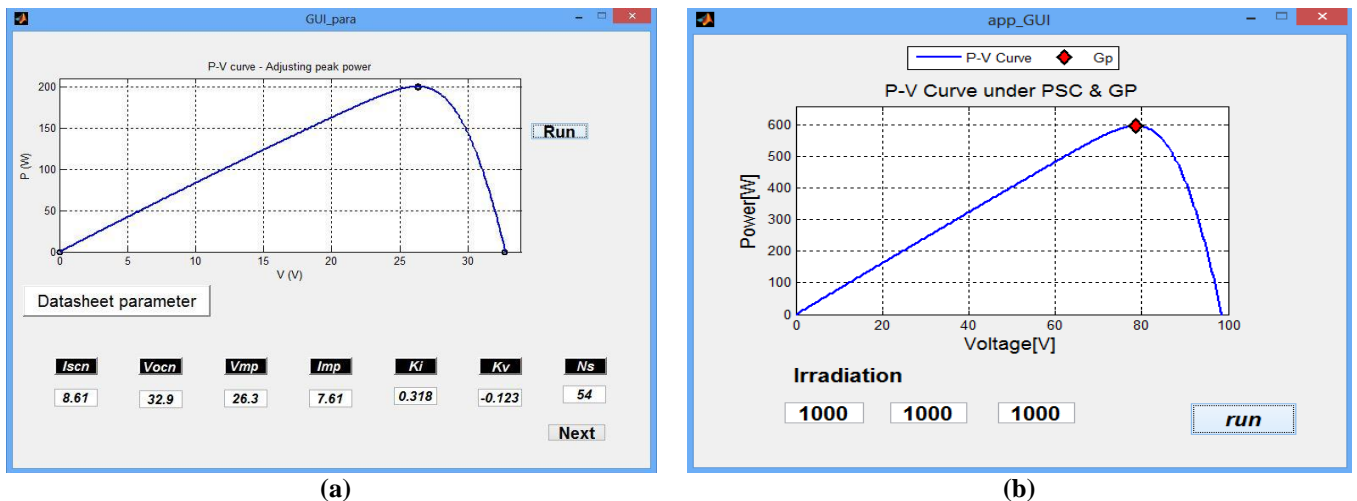 GUI_para
P-V curve - Adjusting peak power
200
150
100
50
0
P (W)
0 5 10 15 20 25 30
V (V)
Run
Datasheet parameter
Iscn Vocn Vmp Imp Ki Kv Ns
8.61 32.9 26.3 7.61 0.318 -0.123 54
Next
(a)
app_GUI
P-V Curve Gp
P-V Curve under PSC & GP
600
500
400
300
200
100
0
Power[W]
0 20 40 60 80 100
Voltage[V]
Irradiation
1000 1000 1000
run
(b)